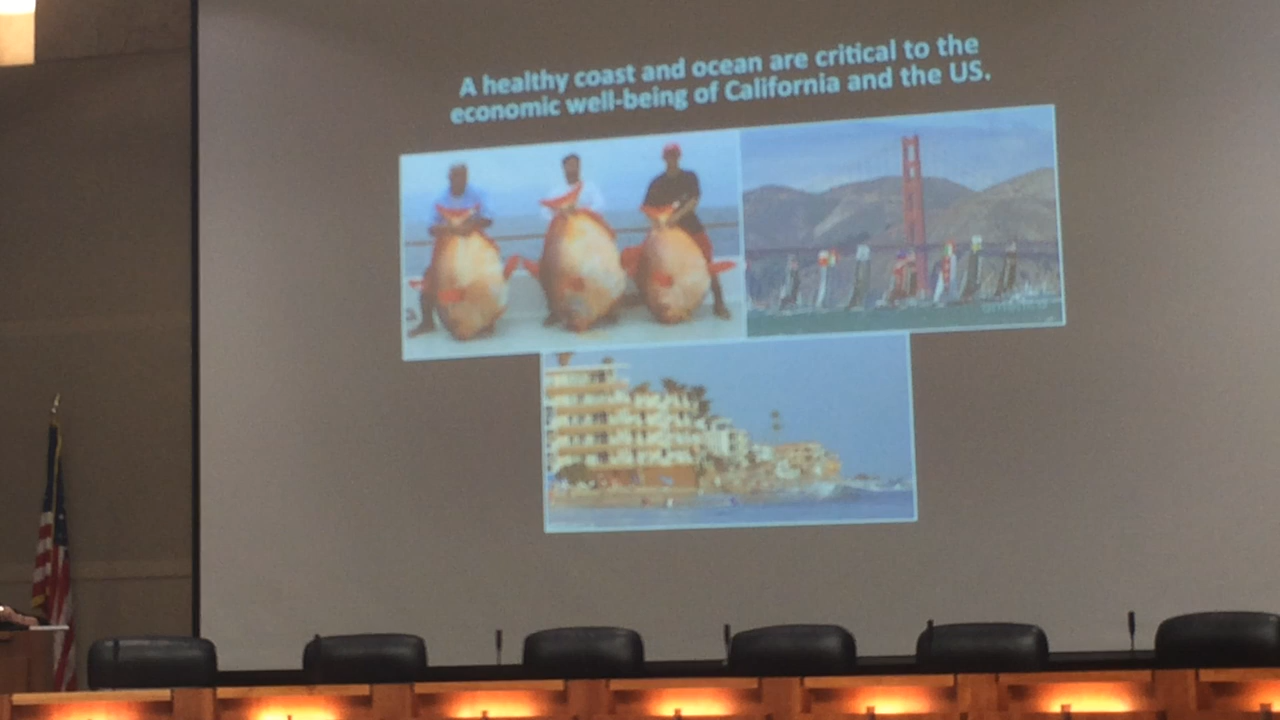 A healthy coast and ocean are critical to the
economic well-being of California and the US.